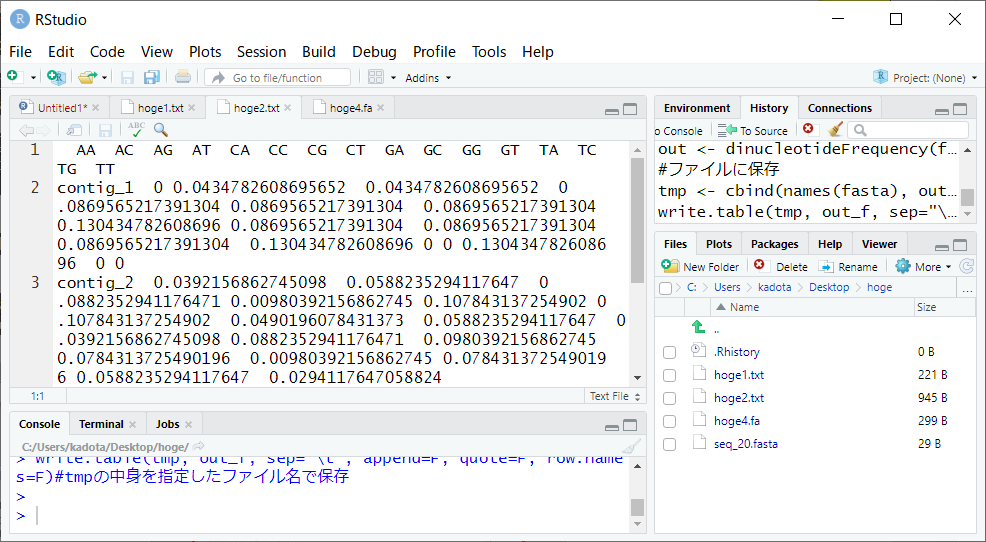 RStudio
File Edit Code View Plots Session Build Debug Profile Tools Help
Go to file/function Addins Project: (None)
Untitled1* hoge1.txt hoge2.txt hoge4.fa
ABC
1 AA AC AG AT CA CC CG CT GA GC GG GT TA TC
TG TT
2 contig_1 0 0.0434782608695652 0.0434782608695652 0
.0869565217391304 0.0869565217391304 0.0869565217391304
0.130434782608696 0.0869565217391304 0.0869565217391304
0.0869565217391304 0.130434782608696 0 0 0.1304347826086
96 0 0
3 contig_2 0.0392156862745098 0.0588235294117647 0
.0882352941176471 0.00980392156862745 0.107843137254902 0
.107843137254902 0.0490196078431373 0.0588235294117647 0
.0392156862745098 0.0882352941176471 0.0980392156862745
0.0784313725490196 0.00980392156862745 0.078431372549019
6 0.0588235294117647 0.0294117647058824
1:1 Text File
Console Terminal Jobs
C:/Users/kadota/Desktop/hoge/
> write.table(tmp, out_f, sep="\t", append=F, quote=F, row.name
s=F)#tmpの中身を指定したファイル名で保存
>
>
Environment History Connections
o Console To Source
out <- dinucleotideFrequency(f...
#ファイルに保存
tmp <- cbind(names(fasta), out...
write.table(tmp, out_f, sep="\...
Files Plots Packages Help Viewer
New Folder Delete Rename More
C: Users kadota Desktop hoge ...
Name Size
..
.Rhistory 0 B
hoge1.txt 221 B
hoge2.txt 945 B
hoge4.fa 299 B
seq_20.fasta 29 B